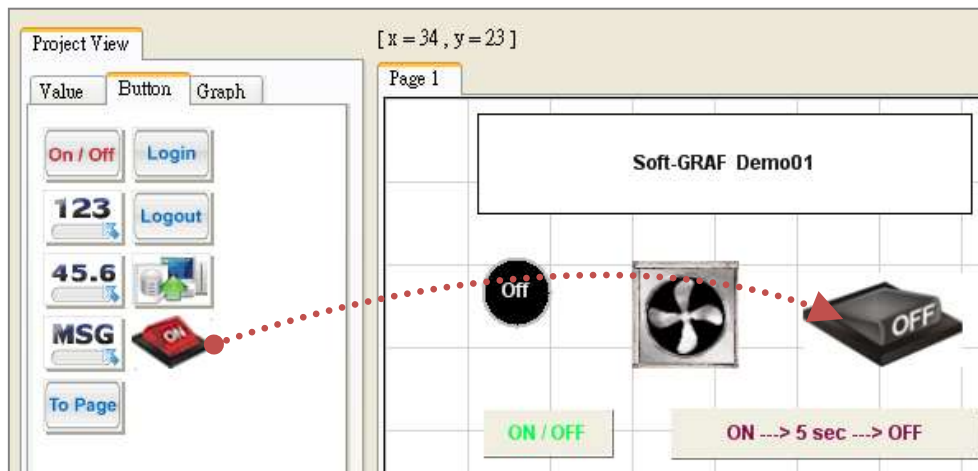 [ x = 34 , y = 23 ]
Project View
Page 1
Value
Button
Graph
On / Off
Login
123
Logout
45.6
MSG
ON
To Page
Soft-GRAF Demo01
Off
OFF
ON / OFF
ON ---> 5 sec ---> OFF